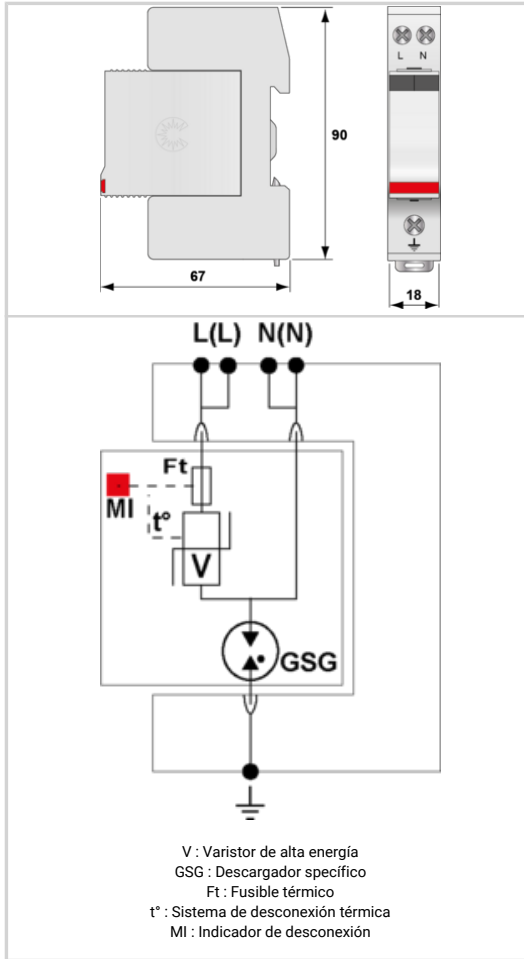 L N
90
67
18
L(L) N(N)
Ft
MI
t°
V
GSG
V : Varistor de alta energía
GSG : Descargador específico
Ft : Fusible térmico
t° : Sistema de desconexión térmica
MI : Indicador de desconexión